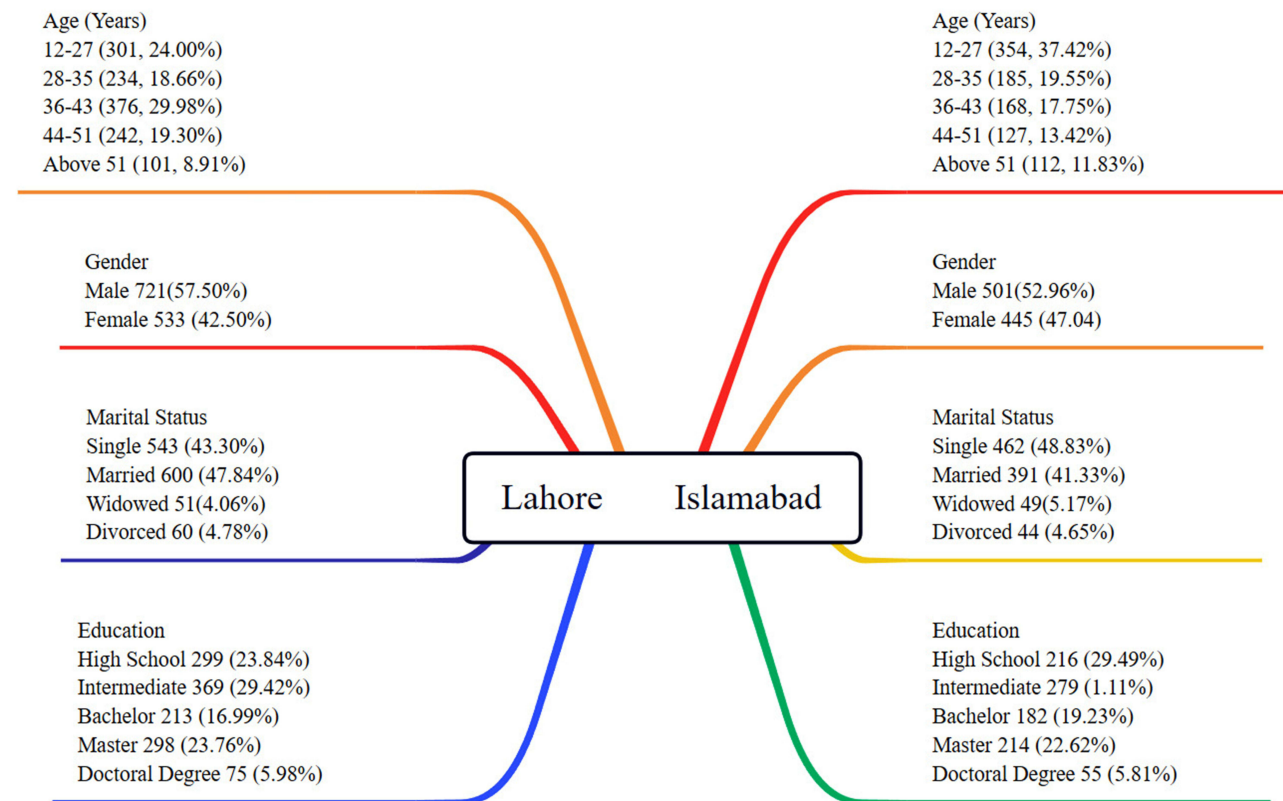 Age (Years)
12-27 (301, 24.00%)
28-35 (234, 18.66%)
36-43 (376, 29.98%)
44-51 (242, 19.30%)
Above 51 (101, 8.91%)
Gender
Male 721(57.50%)
Female 533 (42.50%)
Marital Status
Single 543 (43.30%)
Married 600 (47.84%)
Widowed 51(4.06%)
Divorced 60 (4.78%)
Education
High School 299 (23.84%)
Intermediate 369 (29.42%)
Bachelor 213 (16.99%)
Master 298 (23.76%)
Doctoral Degree 75 (5.98%)
Lahore Islamabad
Age (Years)
12-27 (354, 37.42%)
28-35 (185, 19.55%)
36-43 (168, 17.75%)
44-51 (127, 13.42%)
Above 51 (112, 11.83%)
Gender
Male 501(52.96%)
Female 445 (47.04)
Marital Status
Single 462 (48.83%)
Married 391 (41.33%)
Widowed 49(5.17%)
Divorced 44 (4.65%)
Education
High School 216 (29.49%)
Intermediate 279 (1.11%)
Bachelor 182 (19.23%)
Master 214 (22.62%)
Doctoral Degree 55 (5.81%)